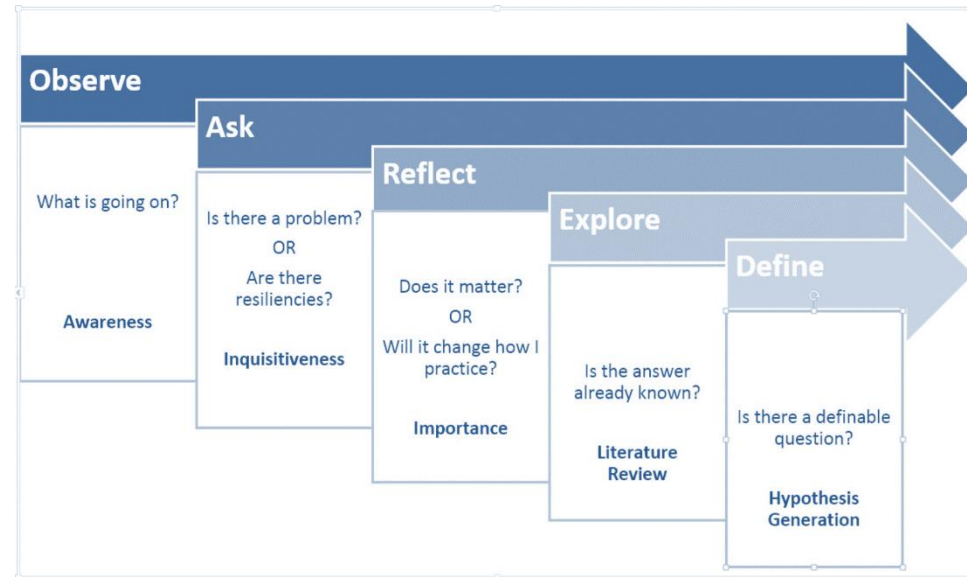 Observe
What is going on?
Awareness
Ask
Is there a problem?
OR
Are there
resiliencies?
Inquisitiveness
Reflect
Does it matter?
OR
Will it change how I
practice?
Importance
Explore
Is the answer
already known?
Literature
Review
Define
Is there a definable
question?
Hypothesis
Generation